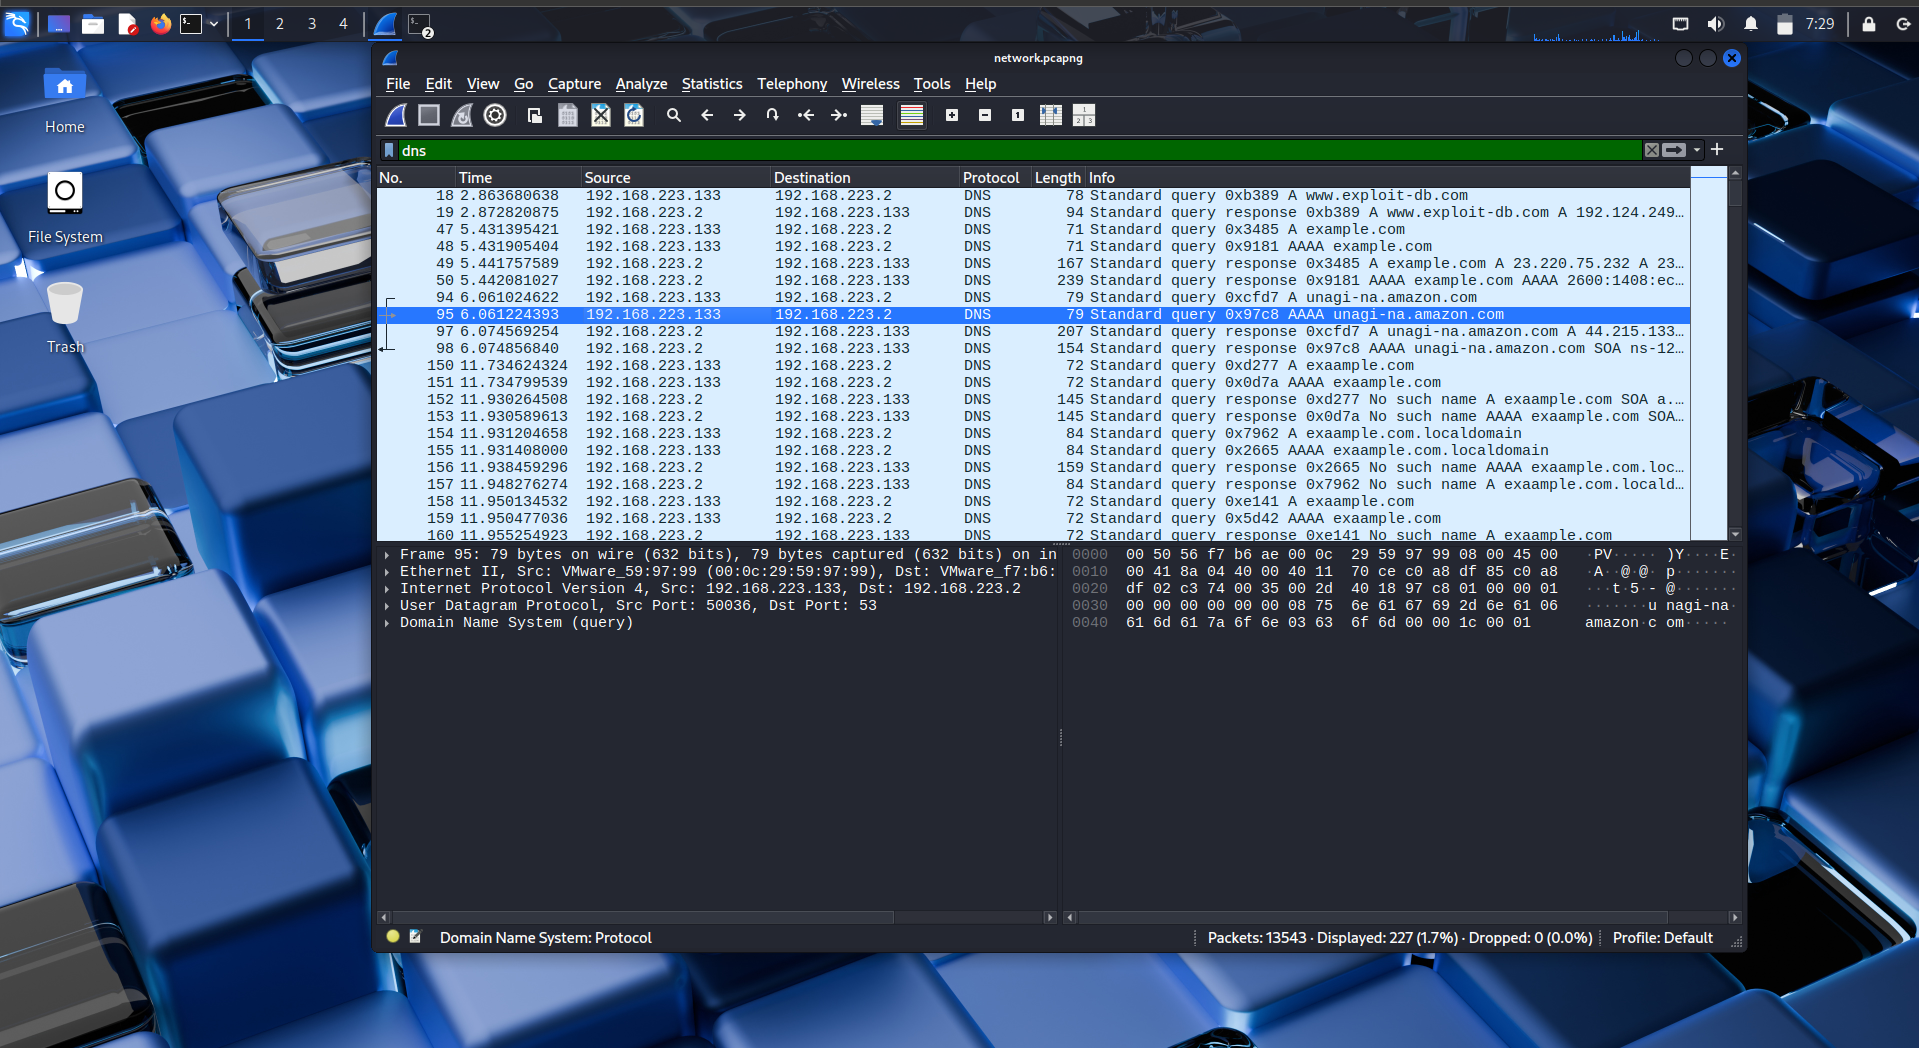 1 2 3 4 2 7:29
network.pcapng
File Edit View Go Capture Analyze Statistics Telephony Wireless Tools Help
dns
No. Time Source Destination Protocol Length Info
18 2.863680638 192.168.223.133 192.168.223.2 DNS 78 Standard query 0xb389 A www.exploit-db.com
19 2.872820875 192.168.223.2 192.168.223.133 DNS 94 Standard query response 0xb389 A www.exploit-db.com A 192.124.249…
47 5.431395421 192.168.223.133 192.168.223.2 DNS 71 Standard query 0x3485 A example.com
48 5.431905404 192.168.223.133 192.168.223.2 DNS 71 Standard query 0x9181 AAAA example.com
49 5.441757589 192.168.223.2 192.168.223.133 DNS 167 Standard query response 0x3485 A example.com A 23.220.75.232 A 23…
50 5.442081027 192.168.223.2 192.168.223.133 DNS 239 Standard query response 0x9181 AAAA example.com AAAA 2600:1408:ec…
94 6.061024622 192.168.223.133 192.168.223.2 DNS 79 Standard query 0xcfd7 A unagi-na.amazon.com
95 6.061224393 192.168.223.133 192.168.223.2 DNS 79 Standard query 0x97c8 AAAA unagi-na.amazon.com
97 6.074569254 192.168.223.2 192.168.223.133 DNS 207 Standard query response 0xcfd7 A unagi-na.amazon.com A 44.215.133…
98 6.074856840 192.168.223.2 192.168.223.133 DNS 154 Standard query response 0x97c8 AAAA unagi-na.amazon.com SOA ns-12…
150 11.734624324 192.168.223.133 192.168.223.2 DNS 72 Standard query 0xd277 A exaample.com
151 11.734799539 192.168.223.133 192.168.223.2 DNS 72 Standard query 0x0d7a AAAA exaample.com
152 11.930264508 192.168.223.2 192.168.223.133 DNS 145 Standard query response 0xd277 No such name A exaample.com SOA a.…
153 11.930589613 192.168.223.2 192.168.223.133 DNS 145 Standard query response 0x0d7a No such name AAAA exaample.com SOA…
154 11.931204658 192.168.223.133 192.168.223.2 DNS 84 Standard query 0x7962 A exaample.com.localdomain
155 11.931408000 192.168.223.133 192.168.223.2 DNS 84 Standard query 0x2665 AAAA exaample.com.localdomain
156 11.938459296 192.168.223.2 192.168.223.133 DNS 159 Standard query response 0x2665 No such name AAAA exaample.com.loc…
157 11.948276274 192.168.223.2 192.168.223.133 DNS 84 Standard query response 0x7962 No such name A exaample.com.locald…
158 11.950134532 192.168.223.133 192.168.223.2 DNS 72 Standard query 0xe141 A exaample.com
159 11.950477036 192.168.223.133 192.168.223.2 DNS 72 Standard query 0x5d42 AAAA exaample.com
160 11.955254923 192.168.223.2 192.168.223.133 DNS 72 Standard query response 0xe141 No such name A exaample.com
Frame 95: 79 bytes on wire (632 bits), 79 bytes captured (632 bits) on in
Ethernet II, Src: VMware_59:97:99 (00:0c:29:59:97:99), Dst: VMware_f7:b6:
Internet Protocol Version 4, Src: 192.168.223.133, Dst: 192.168.223.2
User Datagram Protocol, Src Port: 50036, Dst Port: 53
Domain Name System (query)
0000 00 50 56 f7 b6 ae 00 0c 29 59 97 99 08 00 45 00 ·PV····· )Y····E·
0010 00 41 8a 04 40 00 40 11 70 ce c0 a8 df 85 c0 a8 ·A··@·@· p·······
0020 df 02 c3 74 00 35 00 2d 40 18 97 c8 01 00 00 01 ···t·5·- @·······
0030 00 00 00 00 00 00 08 75 6e 61 67 69 2d 6e 61 06 ·······u nagi-na·
0040 61 6d 61 7a 6f 6e 03 63 6f 6d 00 00 1c 00 01 amazon·c om·····
Domain Name System: Protocol Packets: 13543 · Displayed: 227 (1.7%) · Dropped: 0 (0.0%) Profile: Default
Home
File System
Trash